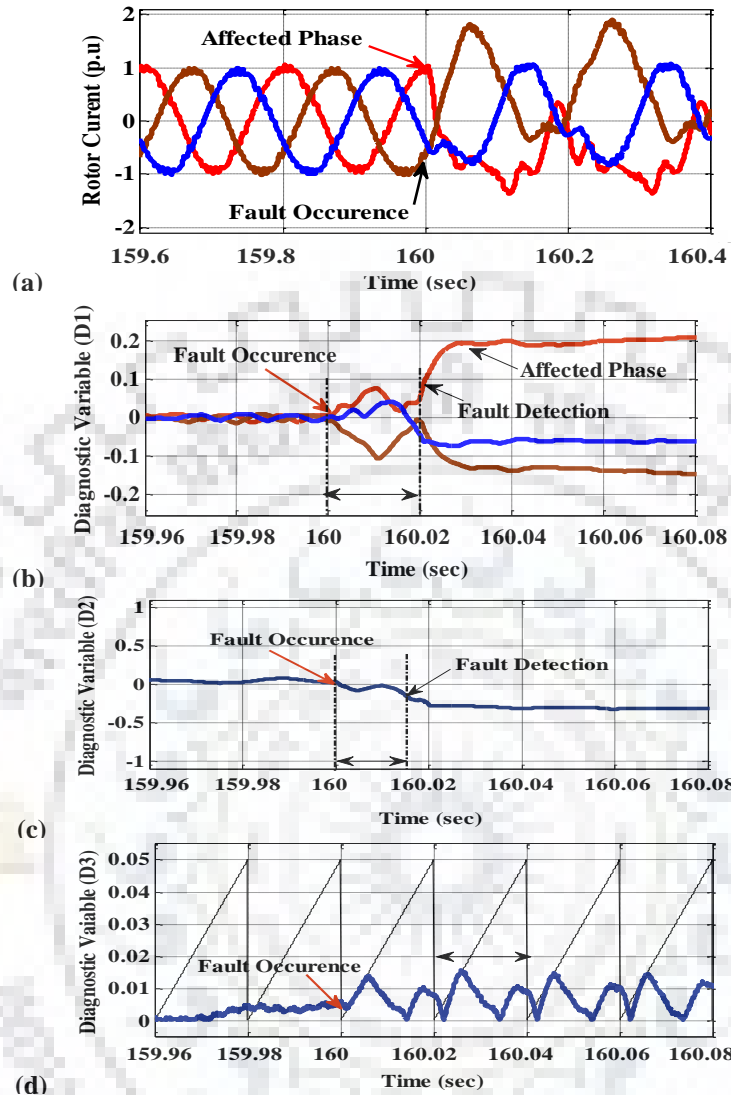 2
Affected Phase
1
0
-1
Fault Occurence
-2
Rotor Curent (p.u)
159.6 159.8 160 160.2 160.4
Time (sec)
(a)
0.2
Fault Occurence
Affected Phase
0.1
Fault Detection
0
-0.1
-0.2
Diagnostic Variable (D1)
159.96 159.98 160 160.02 160.04 160.06 160.08
Time (sec)
(b)
1
0.5
Fault Occurence
Fault Detection
0
-0.5
-1
Diagnostic Variable (D2)
159.96 159.98 160 160.02 160.04 160.06 160.08
Time (sec)
(c)
0.05
0.04
0.03
0.02
Fault Occurence
0.01
0
Diagnostic Vaiable (D3)
159.96 159.98 160 160.02 160.04 160.06 160.08
Time (sec)
(d)